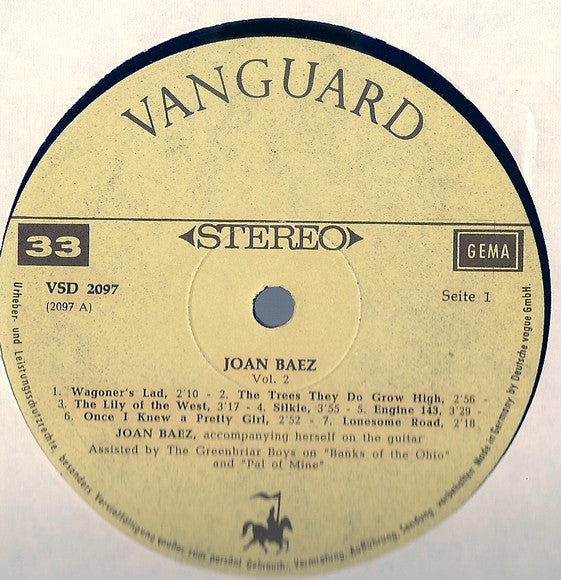 VANGUARD
33
STEREO
GEMA
VSD 2097
(2097 A)
Seite 1
JOAN BAEZ
Vol. 2
1. Wagoner's Lad, 2'10 - 2. The Trees They Do Grow High, 2'56 -
3. The Lily of the West, 3'17 - 4. Silkie, 3'55 - 5. Engine 143, 3'29 -
6. Once I Knew a Pretty Girl, 2'52 - 7. Lonesome Road, 2'18
JOAN BAEZ, accompanying herself on the guitar
Assisted by The Greenbriar Boys on "Banks of the Ohio"
and "Pal of Mine"
Urheber- und Leistungsschutzrechte, besonders Vervielfältigung und zum persönl Gebrauch, Vermietung, Aufführung, Sendung, vorbehalten Made in Germany by Deutsche vogue GmbH.